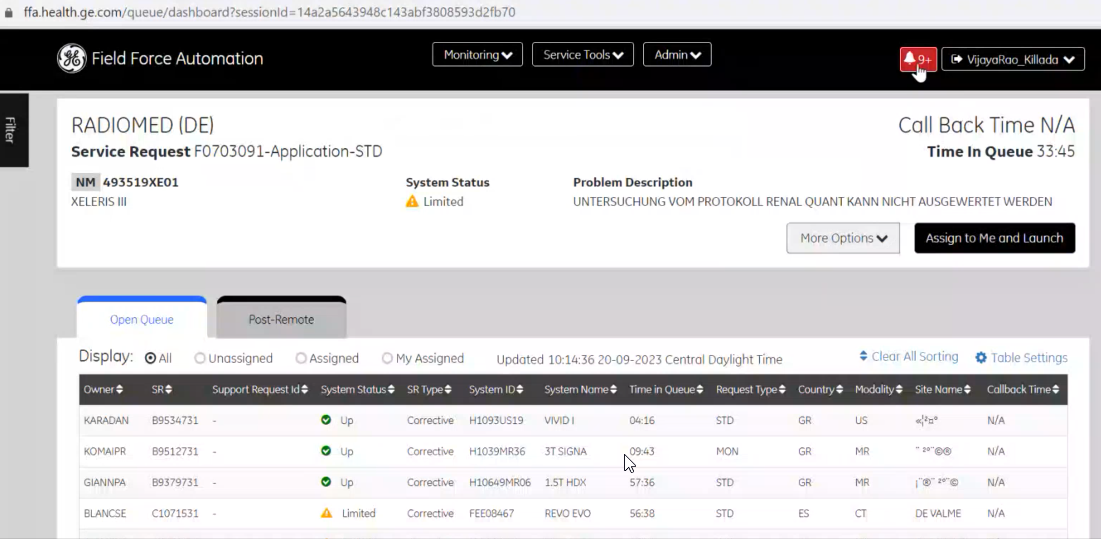 ffa.health.ge.com/queue/dashboard?sessionId=14a2a5643948c143abf3808593d2fb70
Field Force Automation
Monitoring Service Tools Admin
9+ VijayaRao_Killada
Filter
RADIOMED (DE) Call Back Time N/A
Service Request F0703091-Application-STD Time In Queue 33:45
NM 493519XE01 System Status Problem Description
XELERIS III Limited UNTERSUCHUNG VOM PROTOKOLL RENAL QUANT KANN NICHT AUSGEWERTET WERDEN
More Options Assign to Me and Launch
Open Queue Post-Remote
Display: All Unassigned Assigned My Assigned Updated 10:14:36 20-09-2023 Central Daylight Time Clear All Sorting Table Settings
Owner SR Support Request Id System Status SR Type System ID System Name Time in Queue Request Type Country Modality Site Name Callback Time
KARADAN B9534731 - Up Corrective H1093US19 VIVID I 04:16 STD GR US N/A
KOMAIPR B9512731 - Up Corrective H1039MR36 3T SIGNA 09:43 MON GR MR N/A
GIANNPA B9379731 - Up Corrective H10649MR06 1.5T HDX 57:36 STD GR MR N/A
BLANCSE C1071531 - Limited Corrective FEE08467 REVO EVO 56:38 STD ES CT DE VALME N/A